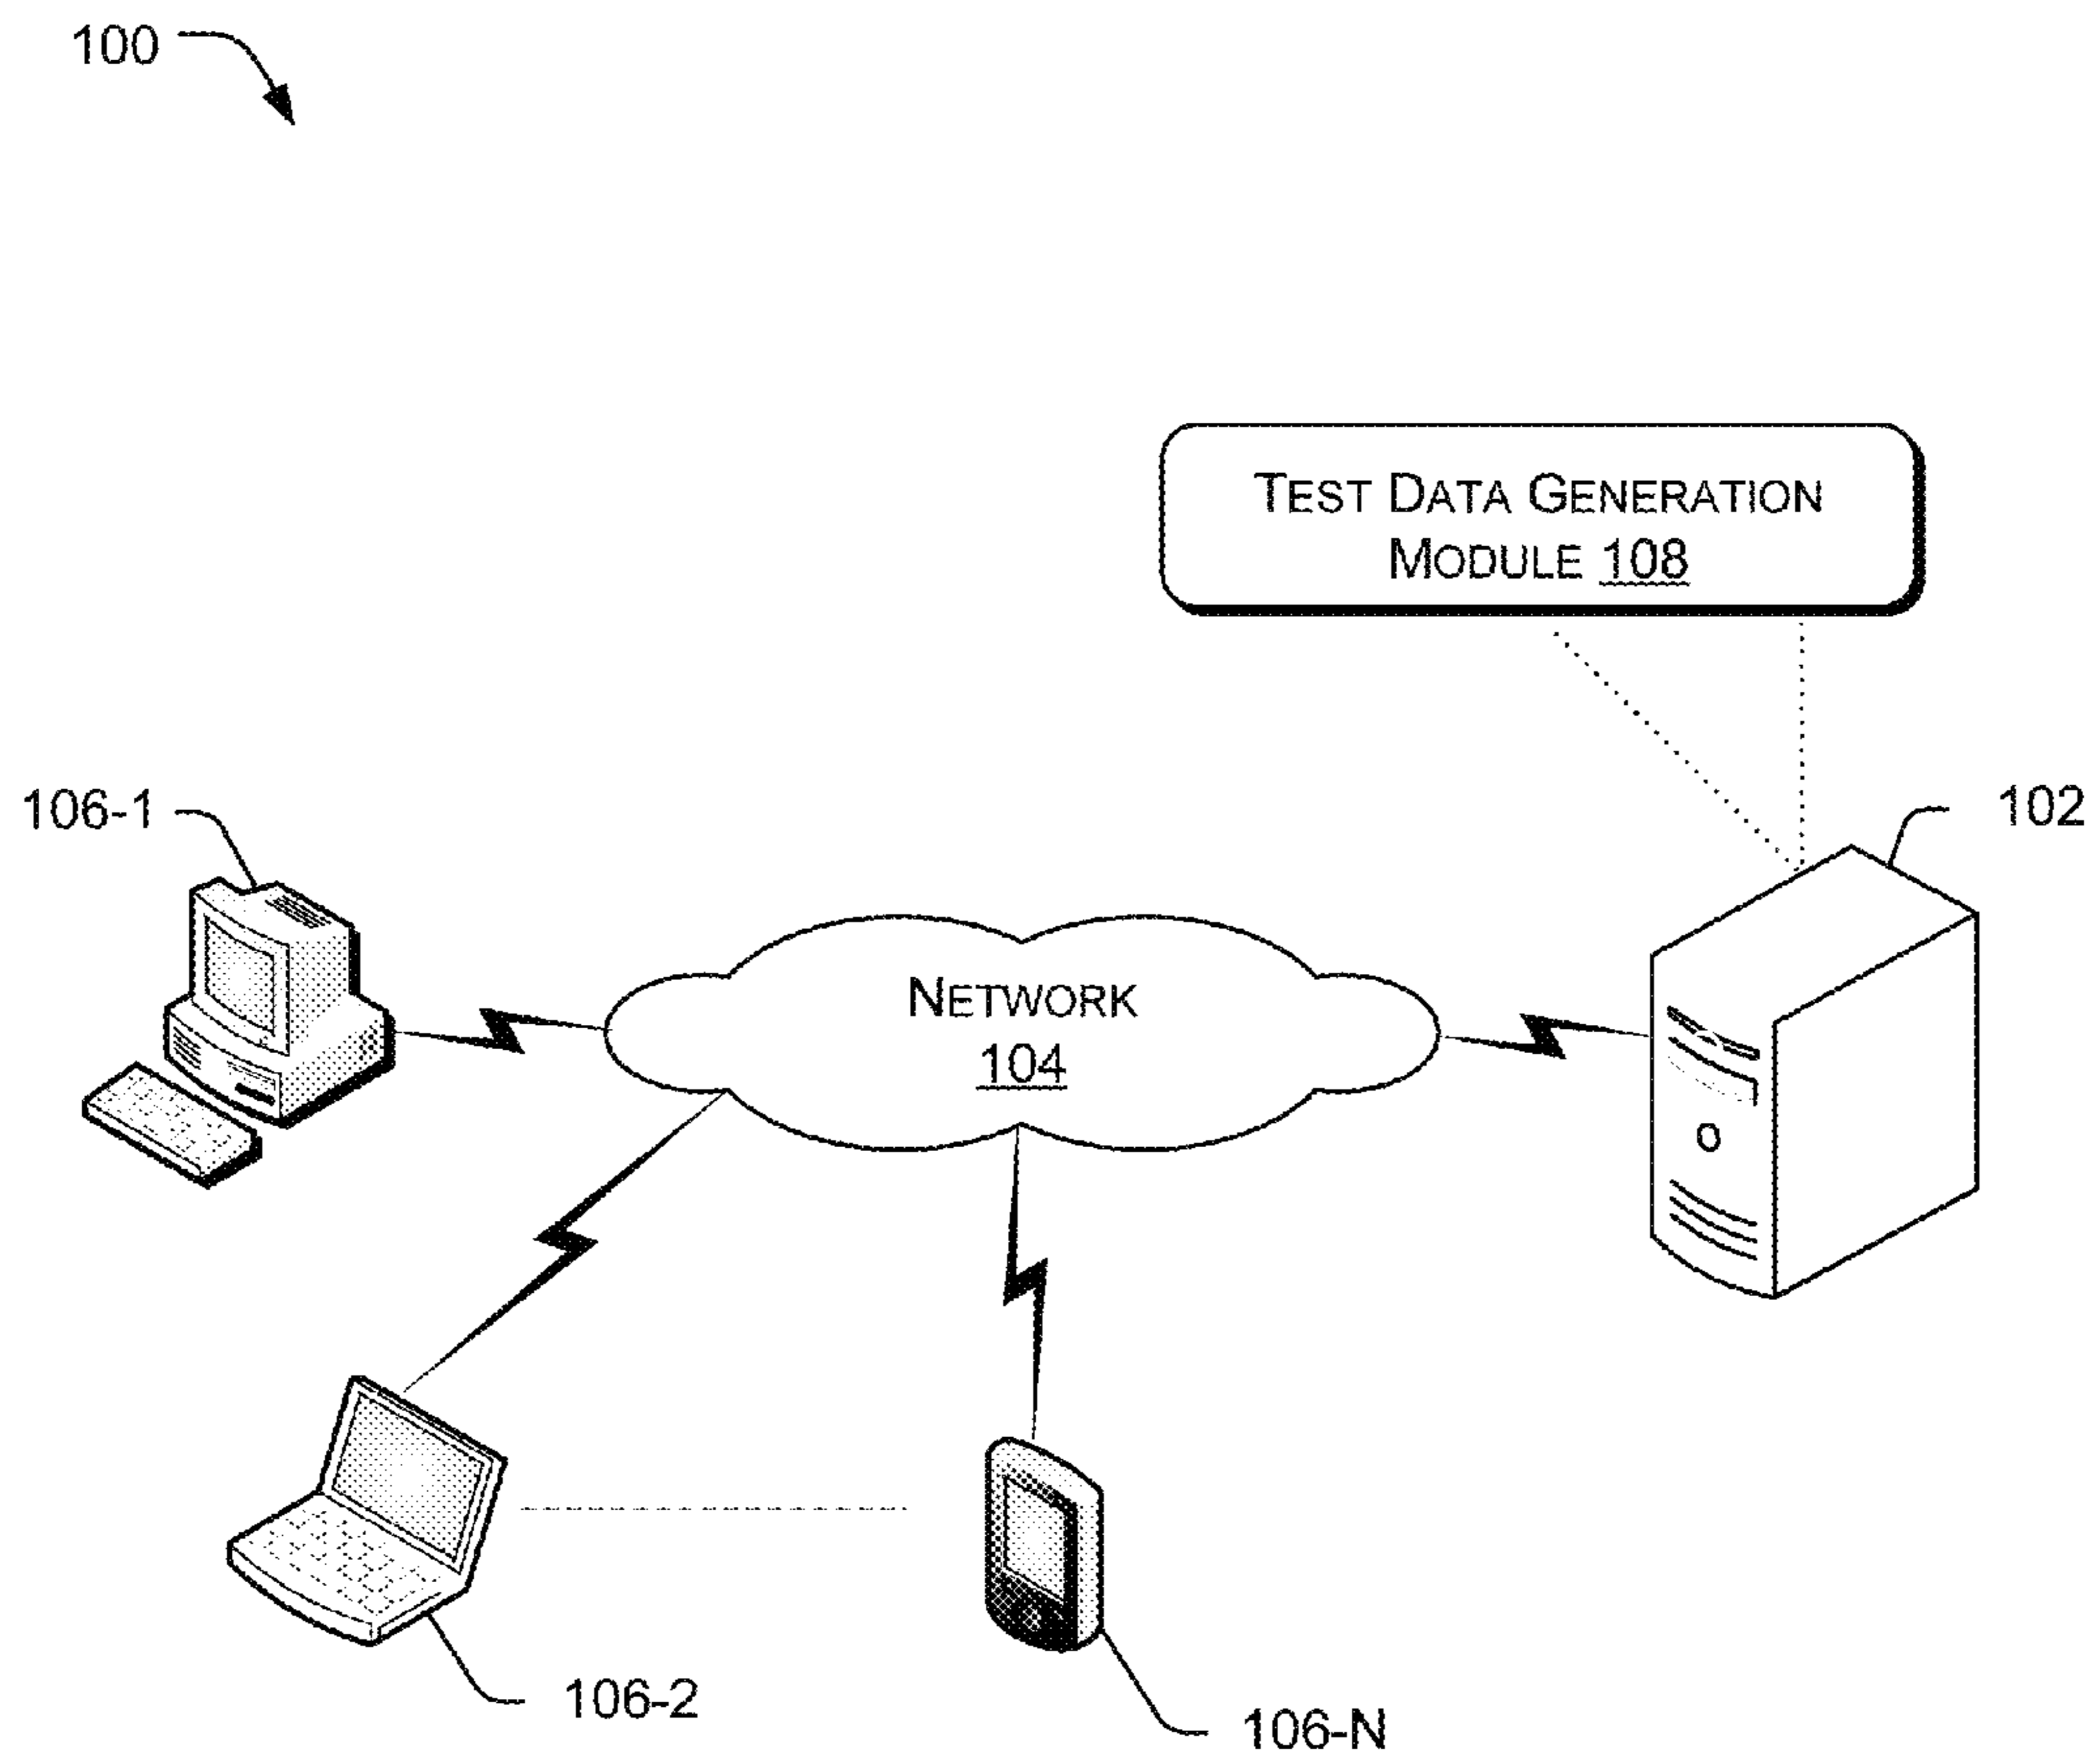 100
TEST DATA GENERATION
MODULE 108
106-1
102
NETWORK
104
106-2
106-N